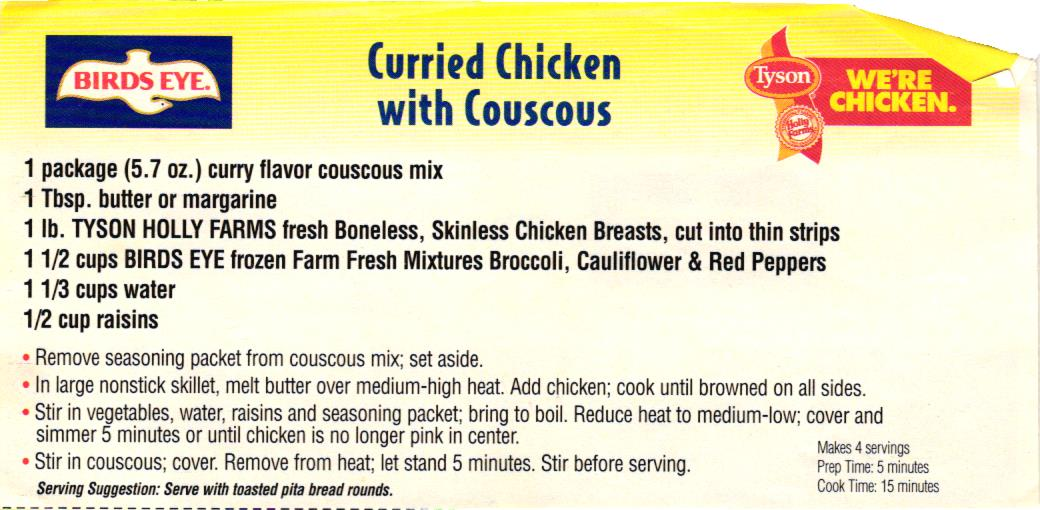 BIRDS EYE®
Curried Chicken
with Couscous
Tyson
Holly
Farms
WE'RE
CHICKEN.
1 package (5.7 oz.) curry flavor couscous mix
1 Tbsp. butter or margarine
1 lb. TYSON HOLLY FARMS fresh Boneless, Skinless Chicken Breasts, cut into thin strips
1 1/2 cups BIRDS EYE frozen Farm Fresh Mixtures Broccoli, Cauliflower & Red Peppers
1 1/3 cups water
1/2 cup raisins
• Remove seasoning packet from couscous mix; set aside.
• In large nonstick skillet, melt butter over medium-high heat. Add chicken; cook until browned on all sides.
• Stir in vegetables, water, raisins and seasoning packet; bring to boil. Reduce heat to medium-low; cover and
simmer 5 minutes or until chicken is no longer pink in center.
• Stir in couscous; cover. Remove from heat; let stand 5 minutes. Stir before serving.
Serving Suggestion: Serve with toasted pita bread rounds.
Makes 4 servings
Prep Time: 5 minutes
Cook Time: 15 minutes